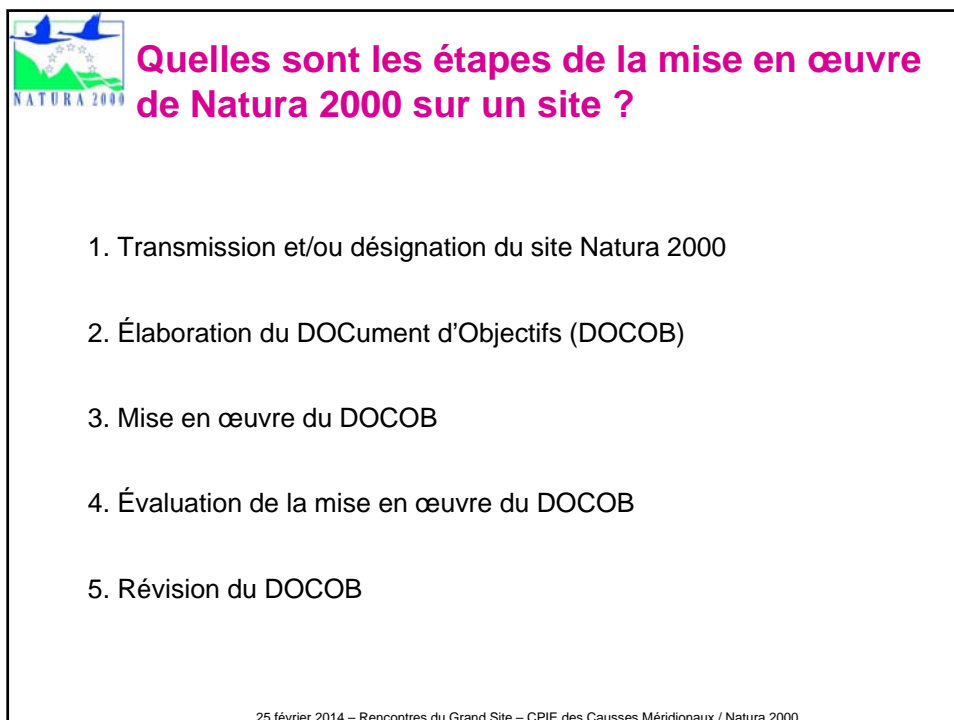 NATURA 2000
Quelles sont les étapes de la mise en œuvre
de Natura 2000 sur un site ?
1. Transmission et/ou désignation du site Natura 2000
2. Élaboration du DOCument d’Objectifs (DOCOB)
3. Mise en œuvre du DOCOB
4. Évaluation de la mise en œuvre du DOCOB
5. Révision du DOCOB
25 février 2014 – Rencontres du Grand Site – CPIE des Causses Méridionaux / Natura 2000